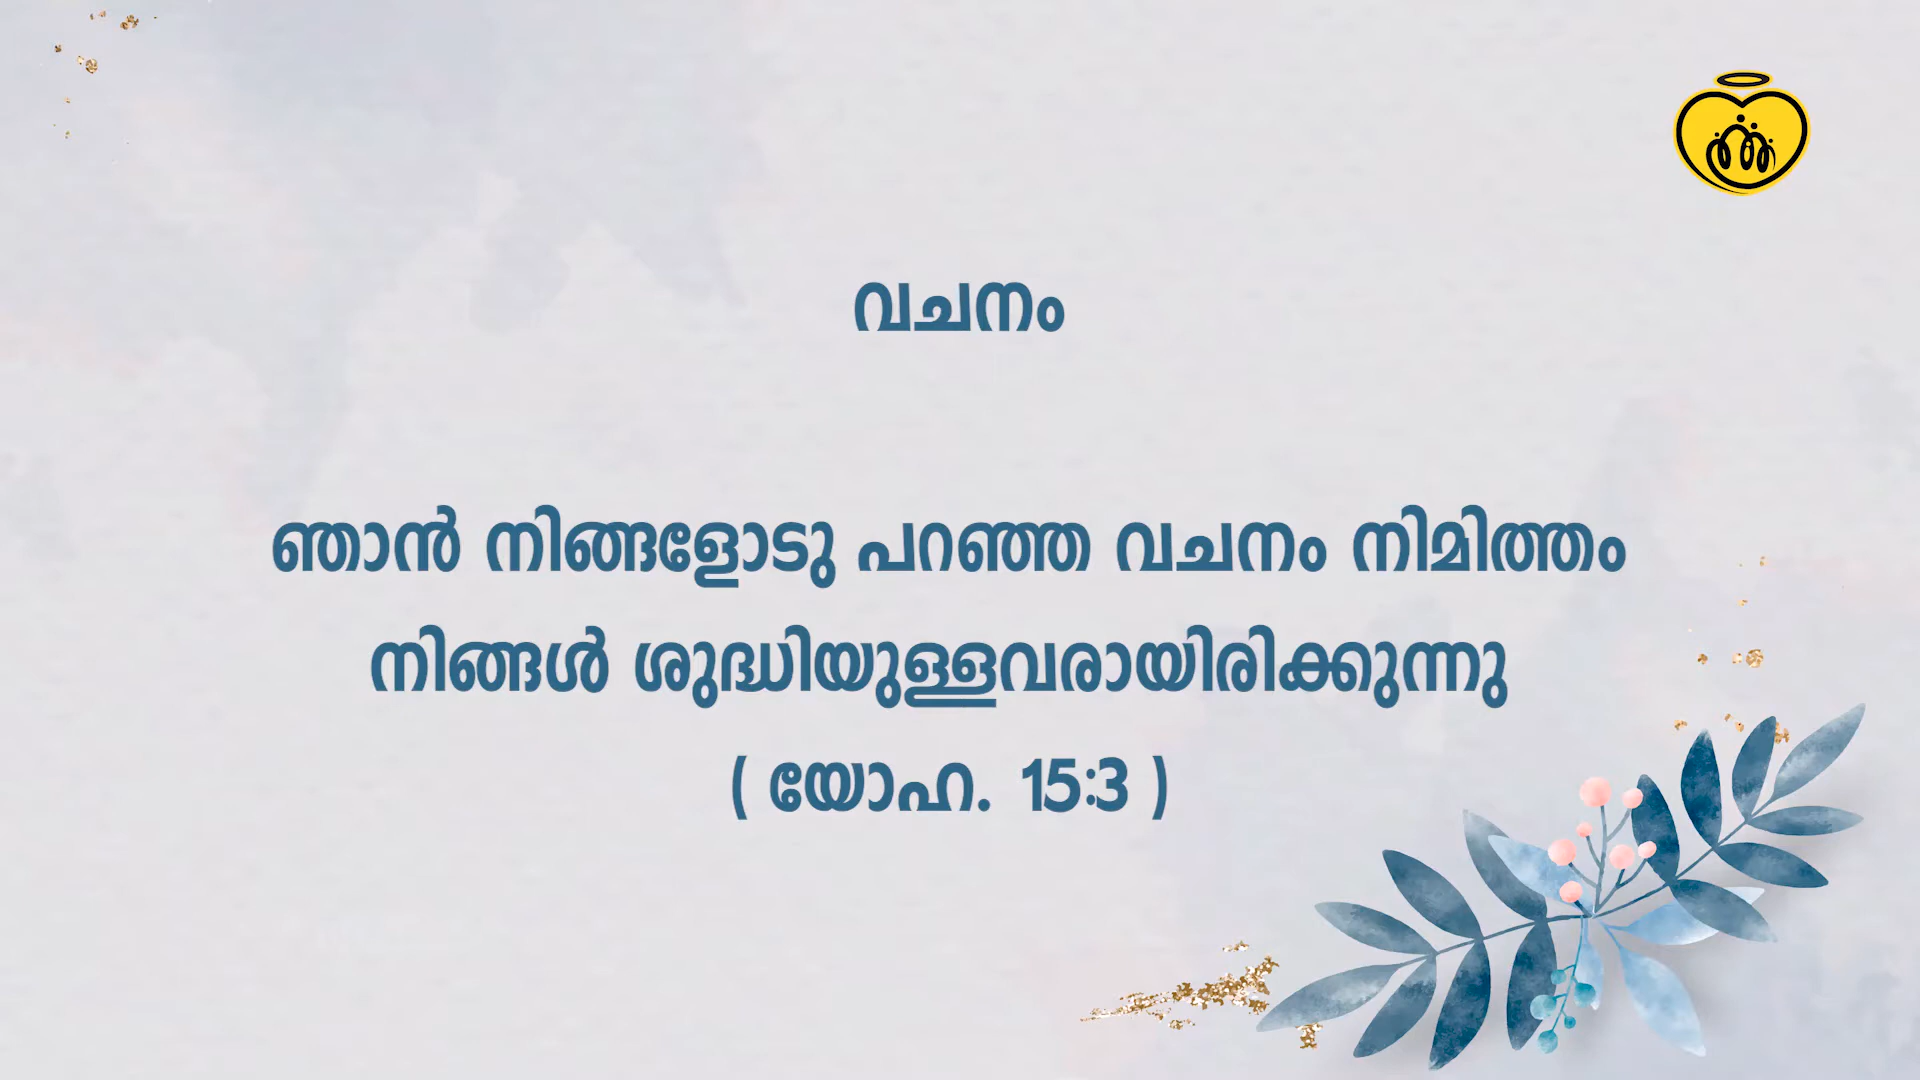 വചനം
ഞാൻ നിങ്ങളോടു പറഞ്ഞ വചനം നിമിത്തം
നിങ്ങൾ ശുദ്ധിയുള്ളവരായിരിക്കുന്നു
( യോഹ. 15:3 )